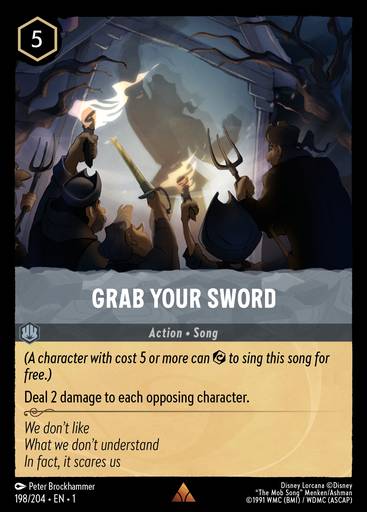 5
GRAB YOUR SWORD
Action • Song
(A character with cost 5 or more can to sing this song for
free.)
Deal 2 damage to each opposing character.
We don't like
What we don't understand
In fact, it scares us
Peter Brockhammer
198/204 • EN • 1
Disney Lorcana ©Disney
"The Mob Song" Menken/Ashman
©1991 WMC (BMI) / WDMC (ASCAP)